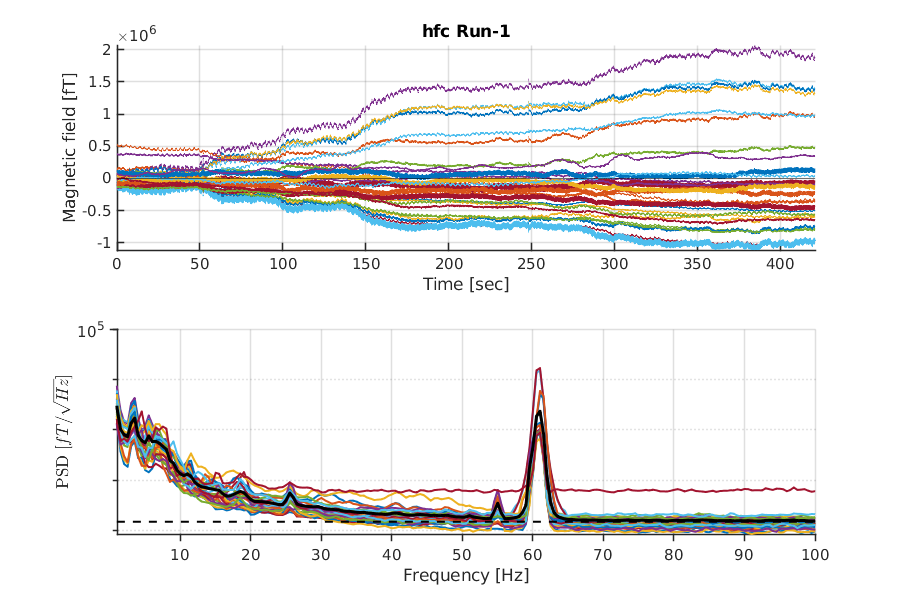 hfc Run-1
×10^6
2
1.5
1
0.5
0
-0.5
-1
Magnetic ffield [fT]
0 50 100 150 200 250 300 350 400
Time [sec]
10^5
PSD [fT/√Hz]
10 20 30 40 50 60 70 80 90 100
Frequency [Hz]